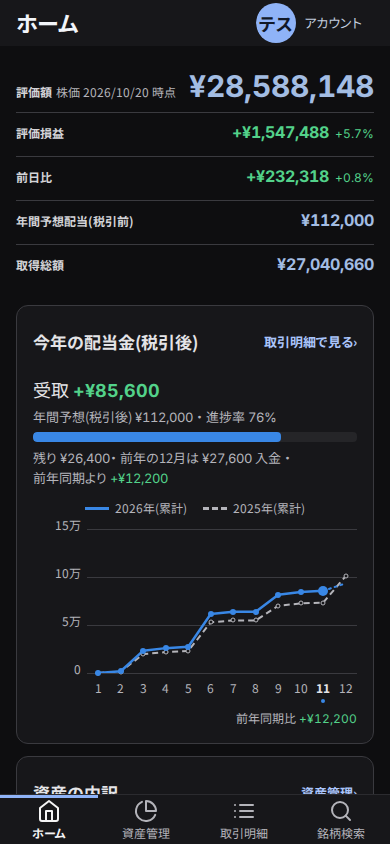 ホーム
テス アカウント
評価額 株価 2026/10/20 時点 ¥28,588,148
評価損益 +¥1,547,488 +5.7%
前日比 +¥232,318 +0.8%
年間予想配当(税引前) ¥112,000
取得総額 ¥27,040,660
今年の配当金(税引後) 取引明細で見る›
受取 +¥85,600
年間予想(税引後) ¥112,000・進捗率 76%
残り ¥26,400・前年の12月は ¥27,600 入金・
前年同期より +¥12,200
2026年(累計) 2025年(累計)
15万
10万
5万
0
1 2 3 4 5 6 7 8 9 10 11 12
前年同期比 +¥12,200
資産の内訳 資産管理›
ホーム 資産管理 取引明細 銘柄検索